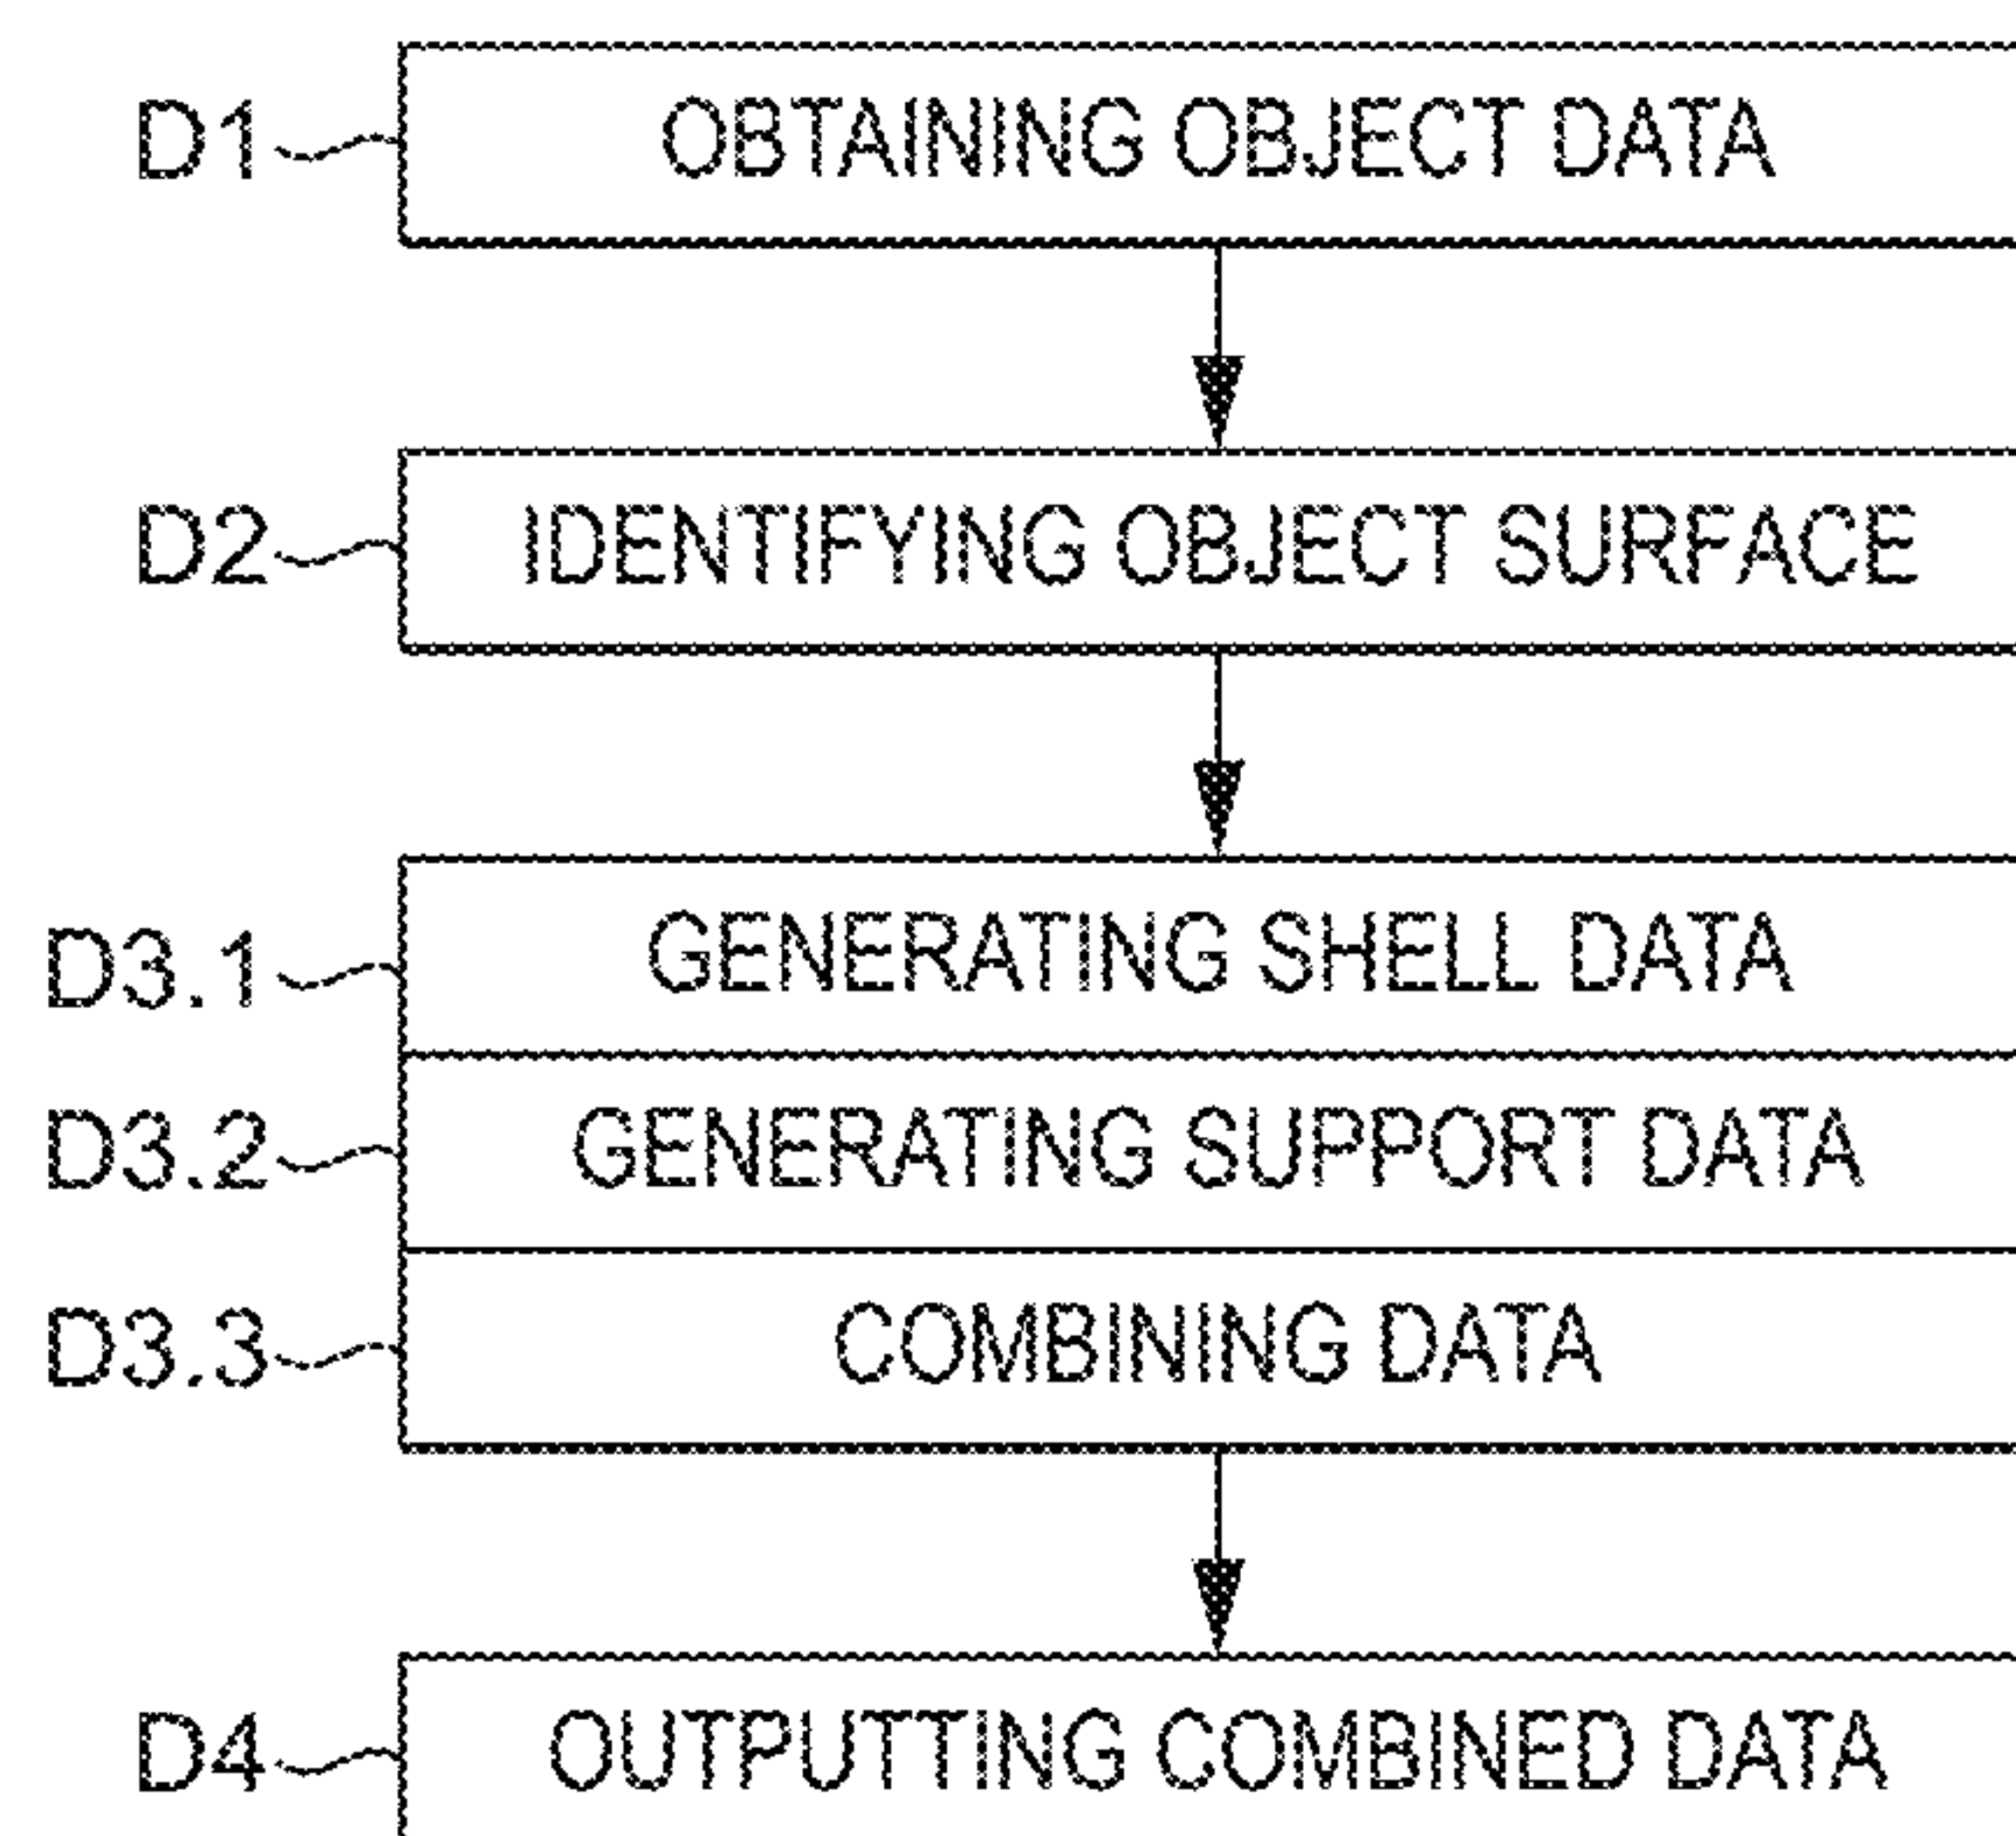 D1 OBTAINING OBJECT DATA
D2 IDENTIFYING OBJECT SURFACE
D3.1 GENERATING SHELL DATA
D3.2 GENERATING SUPPORT DATA
D3.3 COMBINING DATA
D4 OUTPUTTING COMBINED DATA